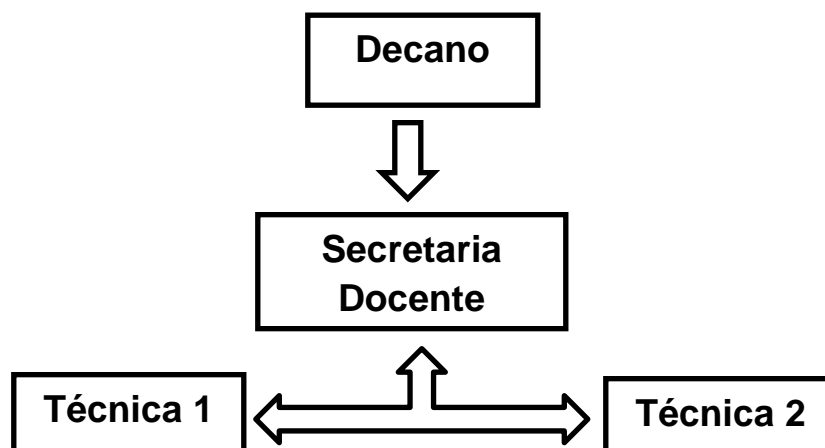 Decano
Secretaria
Docente
Técnica 1
Técnica 2